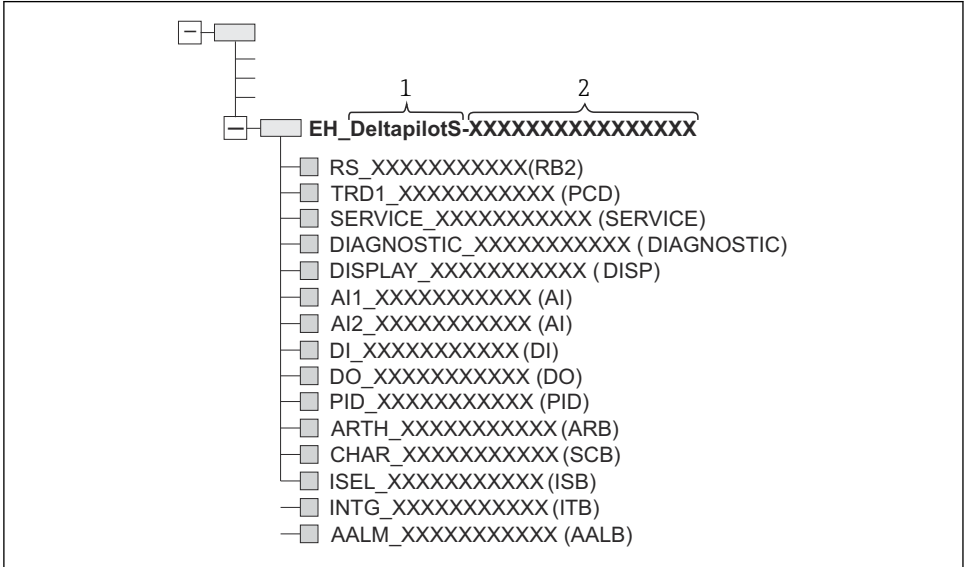 1 2
EH_DeltapilotS-XXXXXXXXXXXXXXXX
RS_XXXXXXXXXXX(RB2)
TRD1_XXXXXXXXXXX (PCD)
SERVICE_XXXXXXXXXXX (SERVICE)
DIAGNOSTIC_XXXXXXXXXXX (DIAGNOSTIC)
DISPLAY_XXXXXXXXXXX (DISP)
AI1_XXXXXXXXXXX (AI)
AI2_XXXXXXXXXXX (AI)
DI_XXXXXXXXXXX (DI)
DO_XXXXXXXXXXX (DO)
PID_XXXXXXXXXXX (PID)
ARTH_XXXXXXXXXXX (ARB)
CHAR_XXXXXXXXXXX (SCB)
ISEL_XXXXXXXXXXX (ISB)
INTG_XXXXXXXXXXX (ITB)
AALM_XXXXXXXXXXX (AALB)